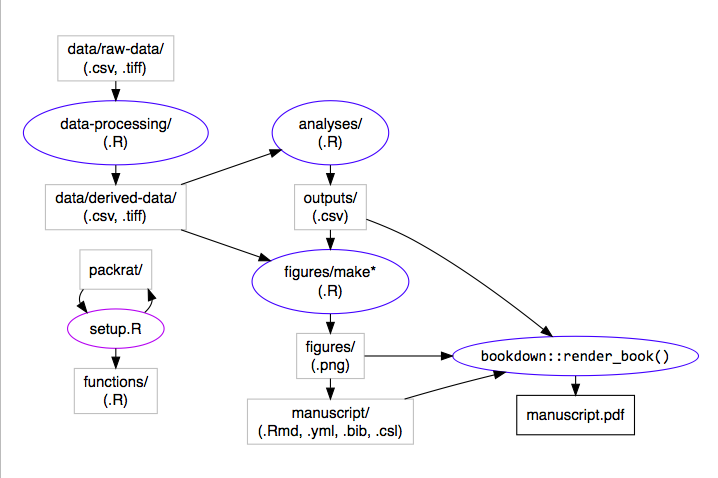 data/raw-data/
(.csv, .tiff)
data-processing/
(.R)
analyses/
(.R)
data/derived-data/
(.csv, .tiff)
outputs/
(.csv)
packrat/
figures/make*
(.R)
setup.R
figures/
(.png)
bookdown::render_book()
functions/
(.R)
manuscript/
(.Rmd, .yml, .bib, .csl)
manuscript.pdf